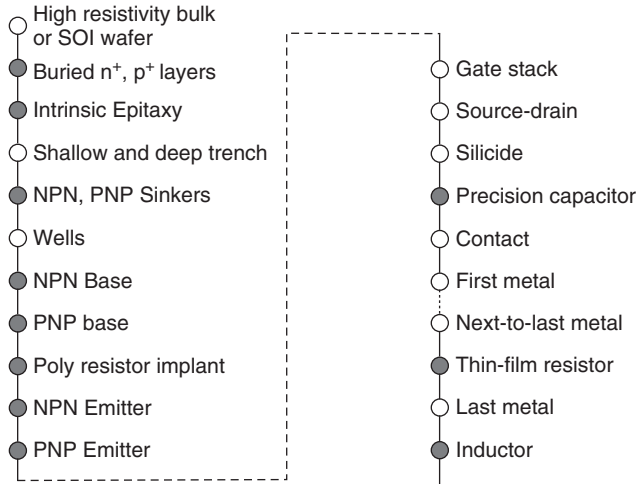 High resistivity bulk
or SOI wafer
Buried n⁺, p⁺ layers
Intrinsic Epitaxy
Shallow and deep trench
NPN, PNP Sinkers
Wells
NPN Base
PNP base
Poly resistor implant
NPN Emitter
PNP Emitter
Gate stack
Source-drain
Silicide
Precision capacitor
Contact
First metal
Next-to-last metal
Thin-film resistor
Last metal
Inductor